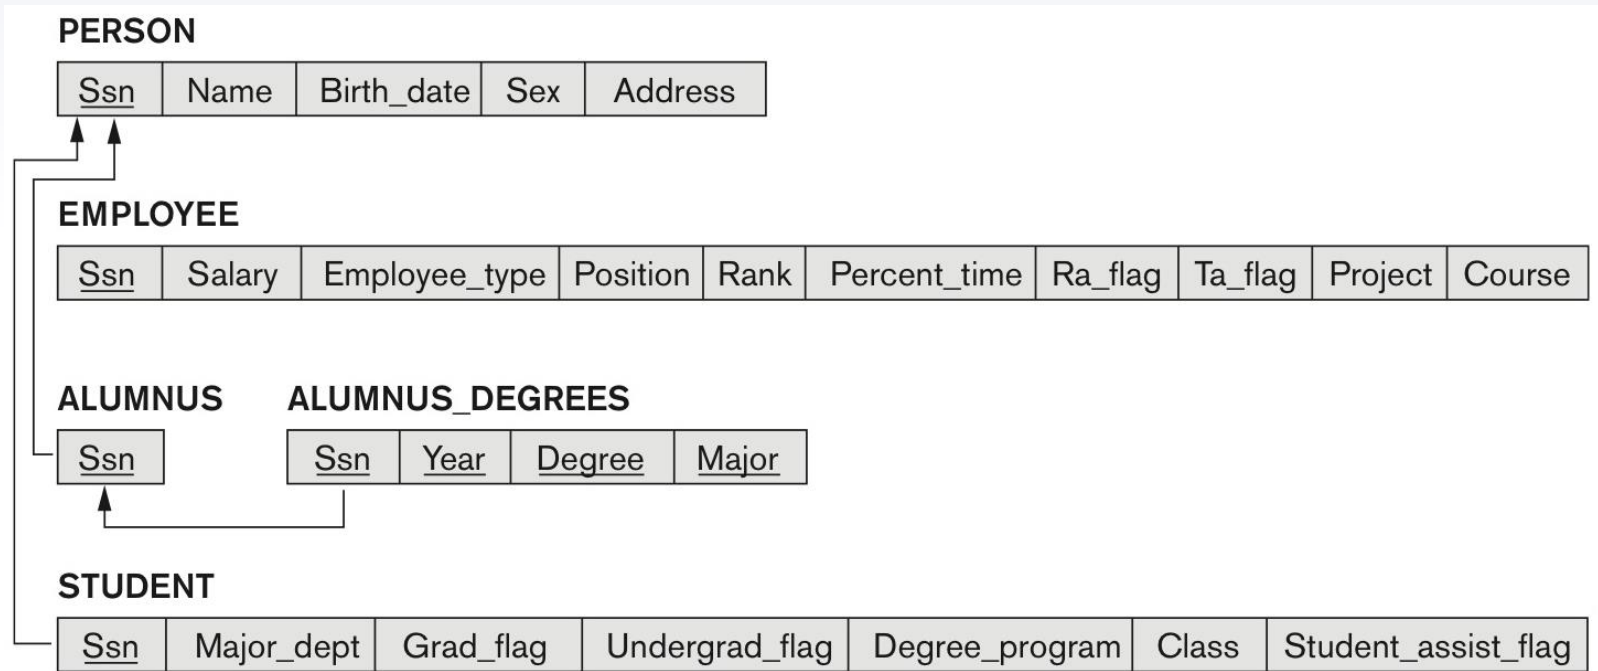 PERSON
Ssn Name Birth_date Sex Address
EMPLOYEE
Ssn Salary Employee_type Position Rank Percent_time Ra_flag Ta_flag Project Course
ALUMNUS ALUMNUS_DEGREES
Ssn Ssn Year Degree Major
STUDENT
Ssn Major_dept Grad_flag Undergrad_flag Degree_program Class Student_assist_flag